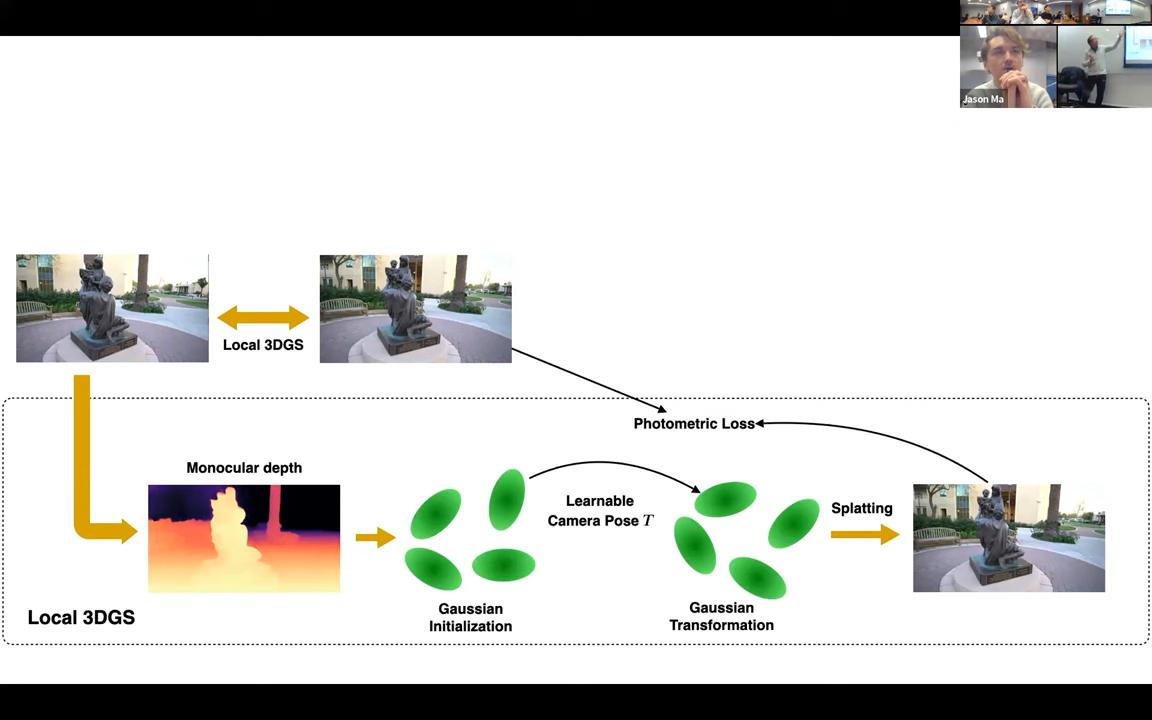 Jason Ma
Local 3DGS
Photometric Loss
Monocular depth
Learnable
Camera Pose T
Splatting
Gaussian
Initialization
Gaussian
Transformation
Local 3DGS